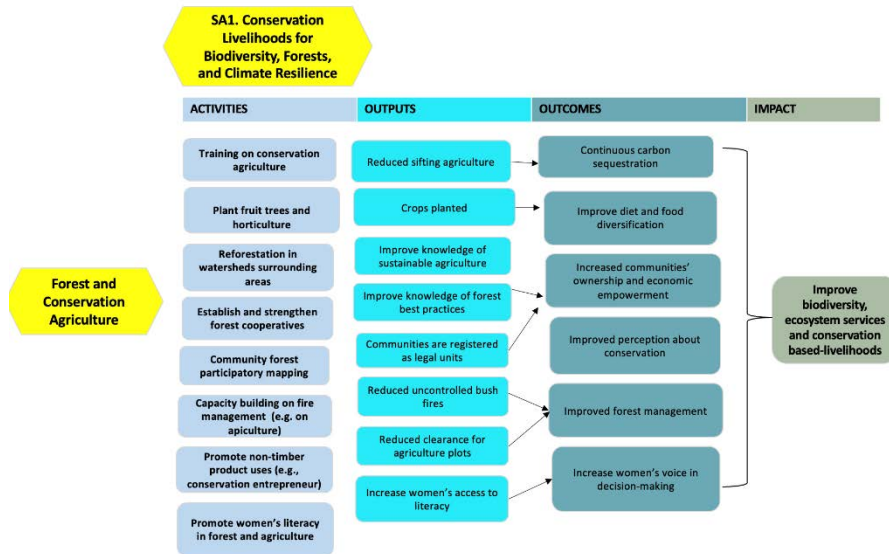 SA1. Conservation
Livelihoods for
Biodiversity, Forests,
and Climate Resilience
ACTIVITIES
OUTPUTS
OUTCOMES
IMPACT
Forest and
Conservation
Agriculture
Training on conservation
agriculture
Plant fruit trees and
horticulture
Reforestation in
watersheds surrounding
areas
Establish and strengthen
forest cooperatives
Community forest
participatory mapping
Capacity building on fire
management (e.g. on
apiculture)
Promote non-timber
product uses (e.g.,
conservation entrepreneur)
Promote women's literacy
in forest and agriculture
Reduced sifting agriculture
Crops planted
Improve knowledge of
sustainable agriculture
Improve knowledge of forest
best practices
Communities are registered
as legal units
Reduced uncontrolled bush
fires
Reduced clearance for
agriculture plots
Increase women's access to
literacy
Continuous carbon
sequestration
Improve diet and food
diversification
Increased communities'
ownership and economic
empowerment
Improved perception about
conservation
Improved forest management
Increase women's voice in
decision-making
Improve
biodiversity,
ecosystem services
and conservation
based-livelihoods